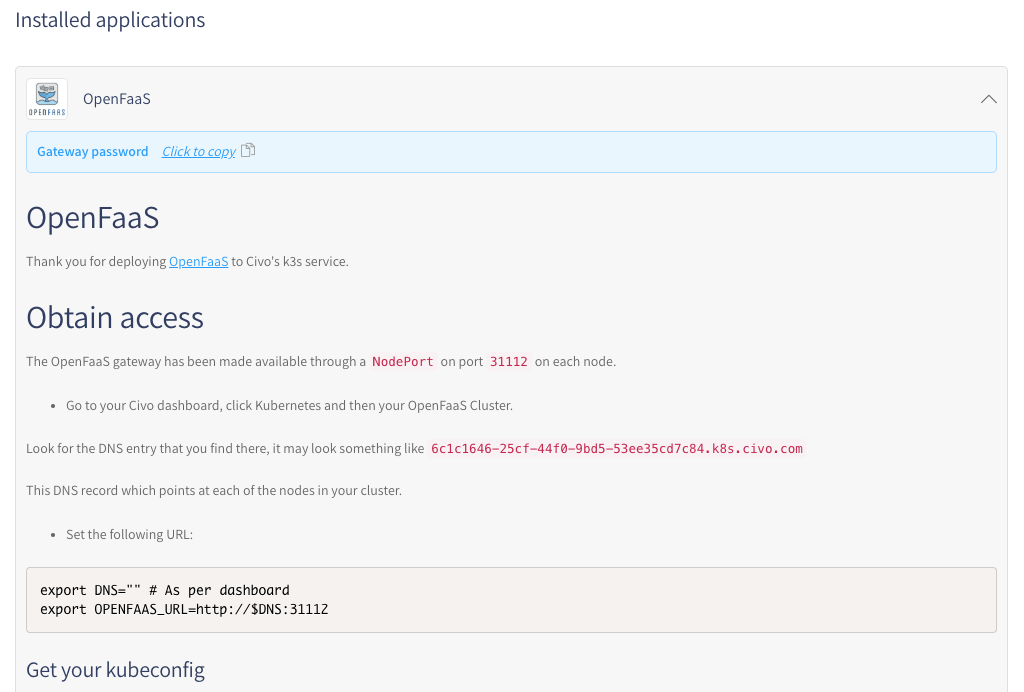 Installed applications
OPENFAAS
OpenFaaS
Gateway password Click to copy
OpenFaaS
Thank you for deploying OpenFaaS to Civo's k3s service.
Obtain access
The OpenFaaS gateway has been made available through a NodePort on port 31112 on each node.
• Go to your Civo dashboard, click Kubernetes and then your OpenFaaS Cluster.
Look for the DNS entry that you find there, it may look something like 6c1c1646-25cf-44f0-9bd5-53ee35cd7c84.k8s.civo.com
This DNS record which points at each of the nodes in your cluster.
• Set the following URL:
export DNS="" # As per dashboard
export OPENFAAS_URL=http://$DNS:31112
Get your kubeconfig